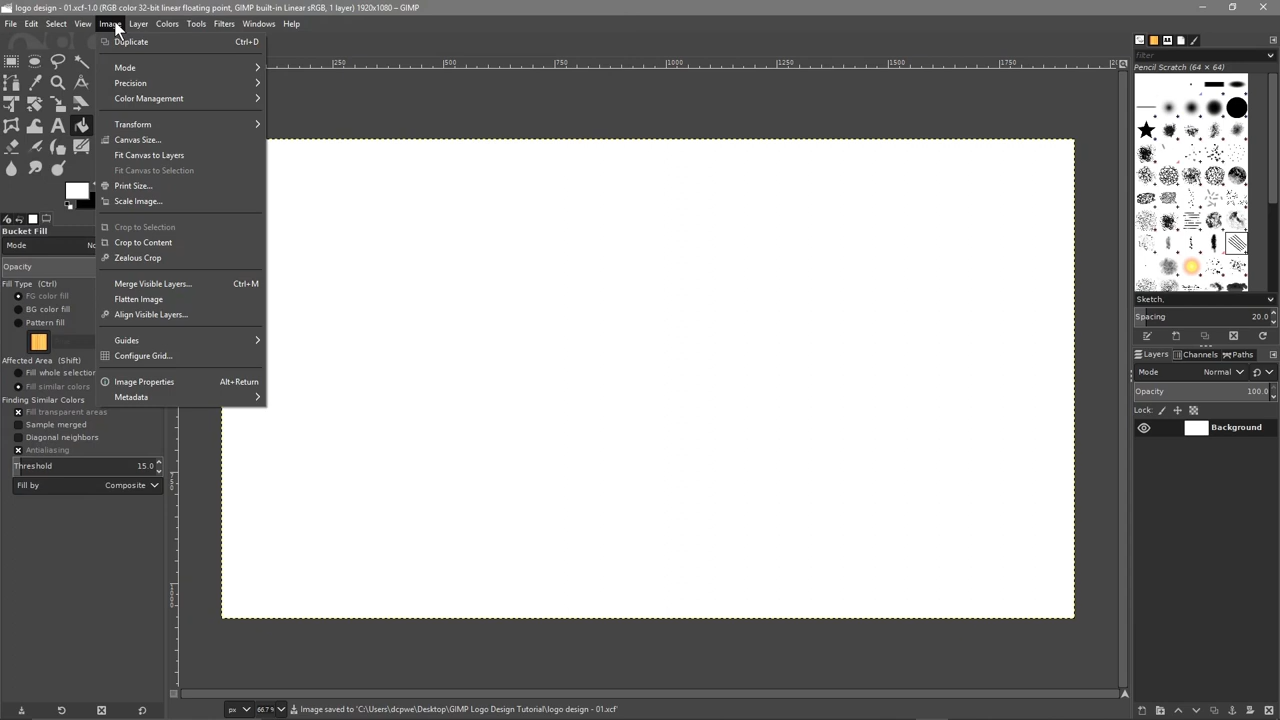 logo design - 01.xcf-1.0 (RGB color 32-bit linear floating point, GIMP built-in Linear sRGB, 1 layer) 1920x1080 – GIMP
File Edit Select View Image Layer Colors Tools Filters Windows Help
Duplicate Ctrl+D
Mode
Precision
Color Management
Transform
Canvas Size...
Fit Canvas to Layers
Fit Canvas to Selection
Print Size...
Scale Image...
Crop to Selection
Crop to Content
Zealous Crop
Merge Visible Layers... Ctrl+M
Flatten Image
Align Visible Layers...
Guides
Configure Grid...
Image Properties Alt+Return
Metadata
250 500 750 1000 1250 1500 1750
Bucket Fill
Mode
Opacity
Fill Type (Ctrl)
FG color fill
BG color fill
Pattern fill
Affected Area (Shift)
Fill whole selection
Fill similar colors
Finding Similar Colors
Fill transparent areas
Sample merged
Diagonal neighbors
Antialiasing
Threshold 15.0
Fill by Composite
750
1000
px 66.7 % Image saved to 'C:\Users\dcpwe\Desktop\GIMP Logo Design Tutorial\logo design - 01.xcf'
Filter
Pencil Scratch (64 × 64)
Sketch,
Spacing 20.0
Layers Channels Paths
Mode Normal
Opacity 100.0
Lock:
Background